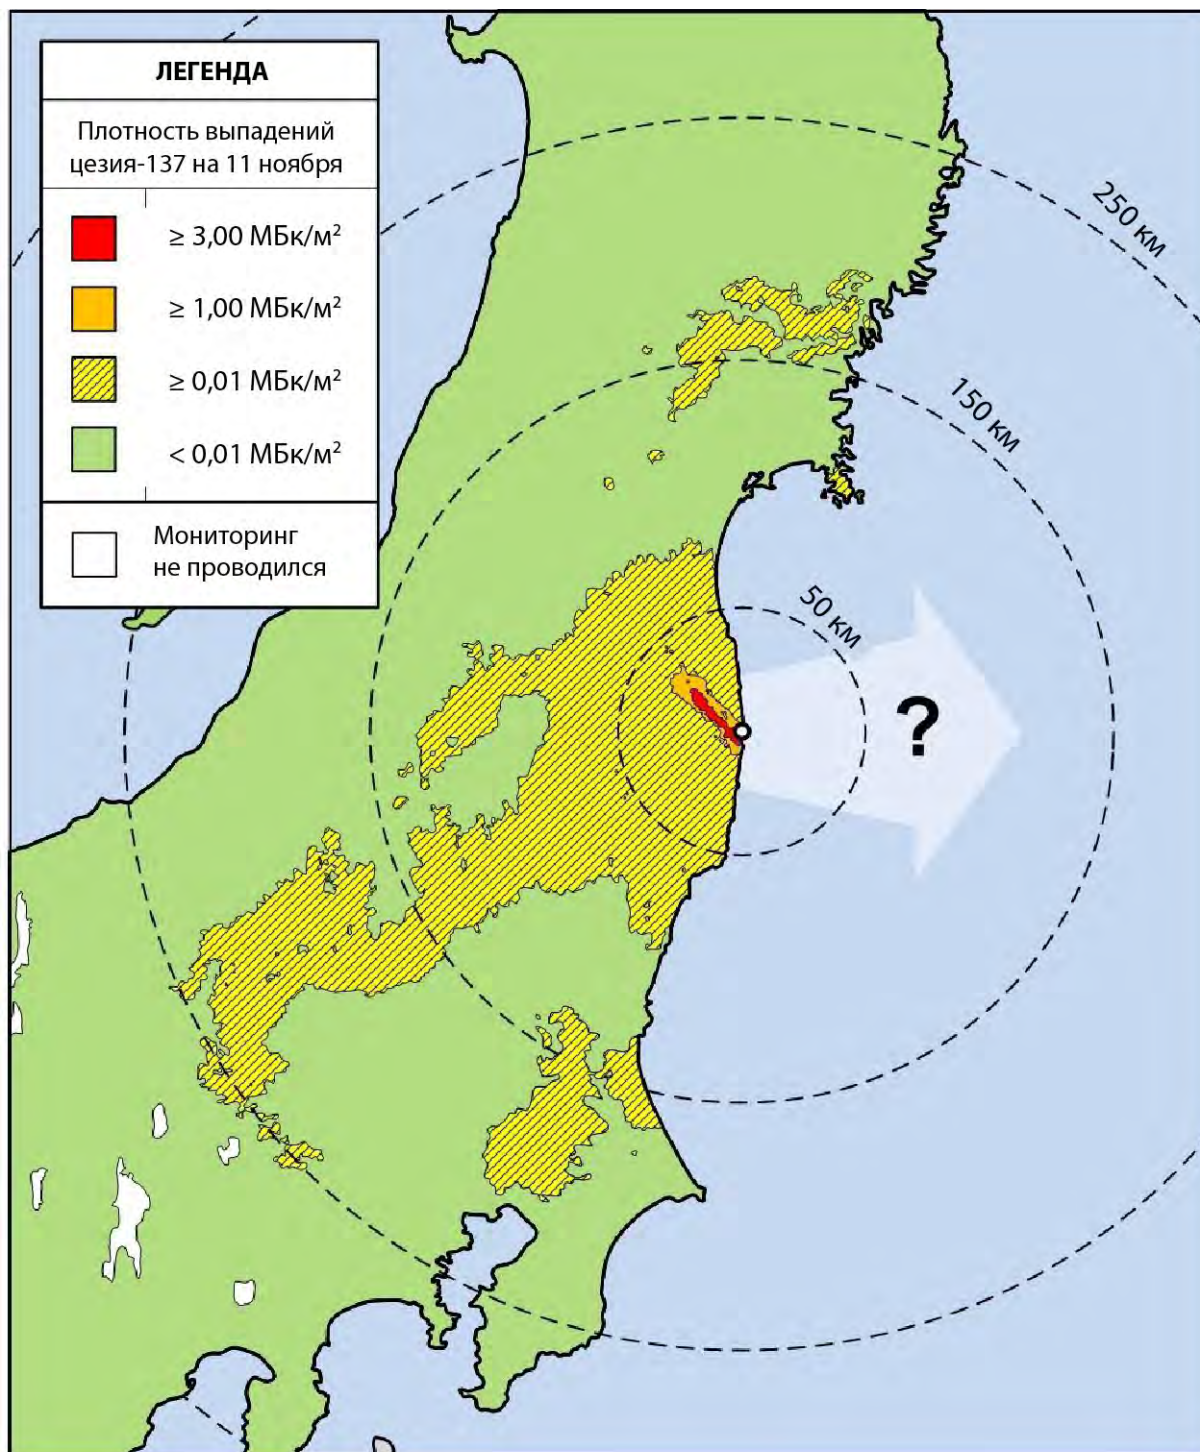 ЛЕГЕНДА
Плотность выпадений
цезия-137 на 11 ноября
≥ 3,00 МБк/м²
≥ 1,00 МБк/м²
≥ 0,01 МБк/м²
< 0,01 МБк/м²
Мониторинг
не проводился
250 км
150 км
50 км
?